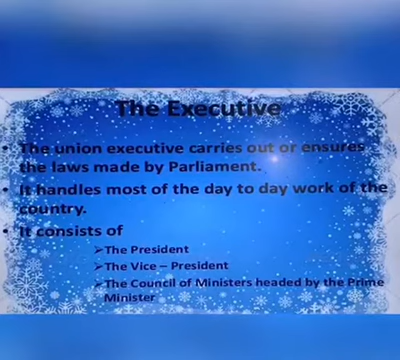 The Executive
• The union executive carries out or ensures
the laws made by Parliament.
• It handles most of the day to day work of the
country.
• It consists of
➢The President
➢The Vice – President
➢The Council of Ministers headed by the Prime
Minister